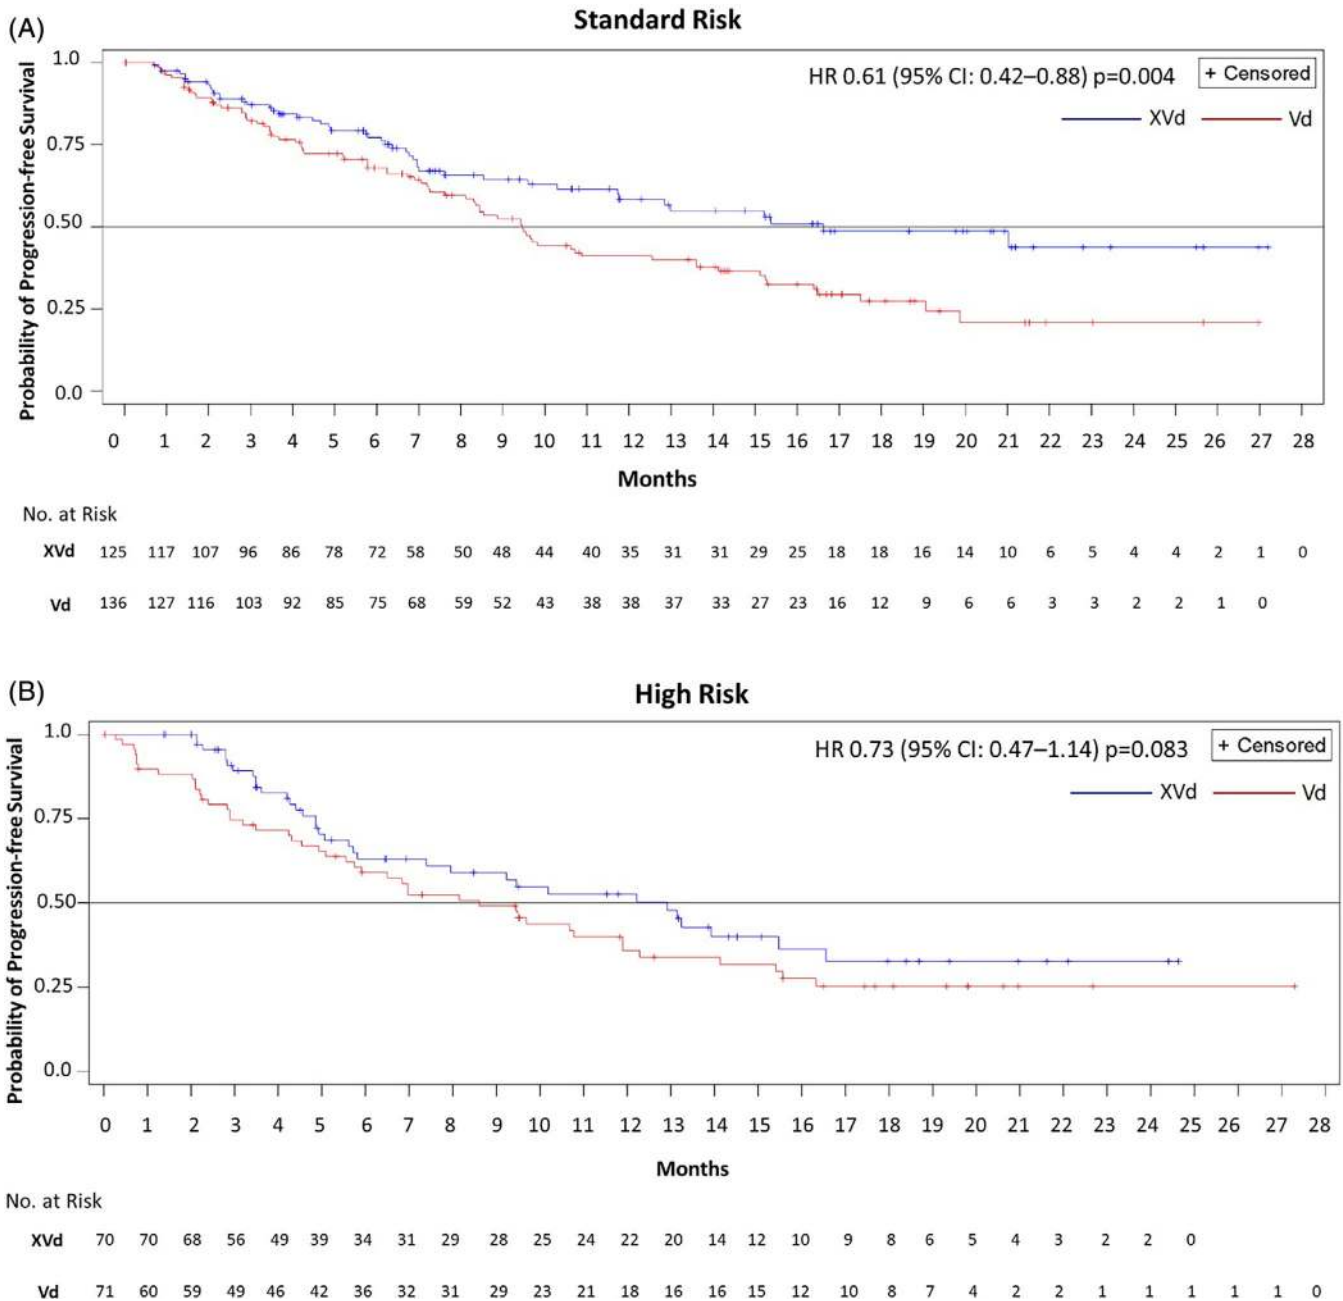 (A)
Standard Risk
HR 0.61 (95% CI: 0.42–0.88) p=0.004
+ Censored
XVd Vd
Probability of Progression-free Survival
1.0
0.75
0.50
0.25
0.0
0 1 2 3 4 5 6 7 8 9 10 11 12 13 14 15 16 17 18 19 20 21 22 23 24 25 26 27 28
Months
No. at Risk
XVd 125 117 107 96 86 78 72 58 50 48 44 40 35 31 31 29 25 18 18 16 14 10 6 5 4 4 2 1 0
Vd 136 127 116 103 92 85 75 68 59 52 43 38 38 37 33 27 23 16 12 9 6 6 3 3 2 2 1 0
(B)
High Risk
HR 0.73 (95% CI: 0.47–1.14) p=0.083
+ Censored
XVd Vd
Probability of Progression-free Survival
1.0
0.75
0.50
0.25
0.0
0 1 2 3 4 5 6 7 8 9 10 11 12 13 14 15 16 17 18 19 20 21 22 23 24 25 26 27 28
Months
No. at Risk
XVd 70 70 68 56 49 39 34 31 29 28 25 24 22 20 14 12 10 9 8 6 5 4 3 2 2 0
Vd 71 60 59 49 46 42 36 32 31 29 23 21 18 16 16 15 12 10 8 7 4 2 2 1 1 1 1 1 0